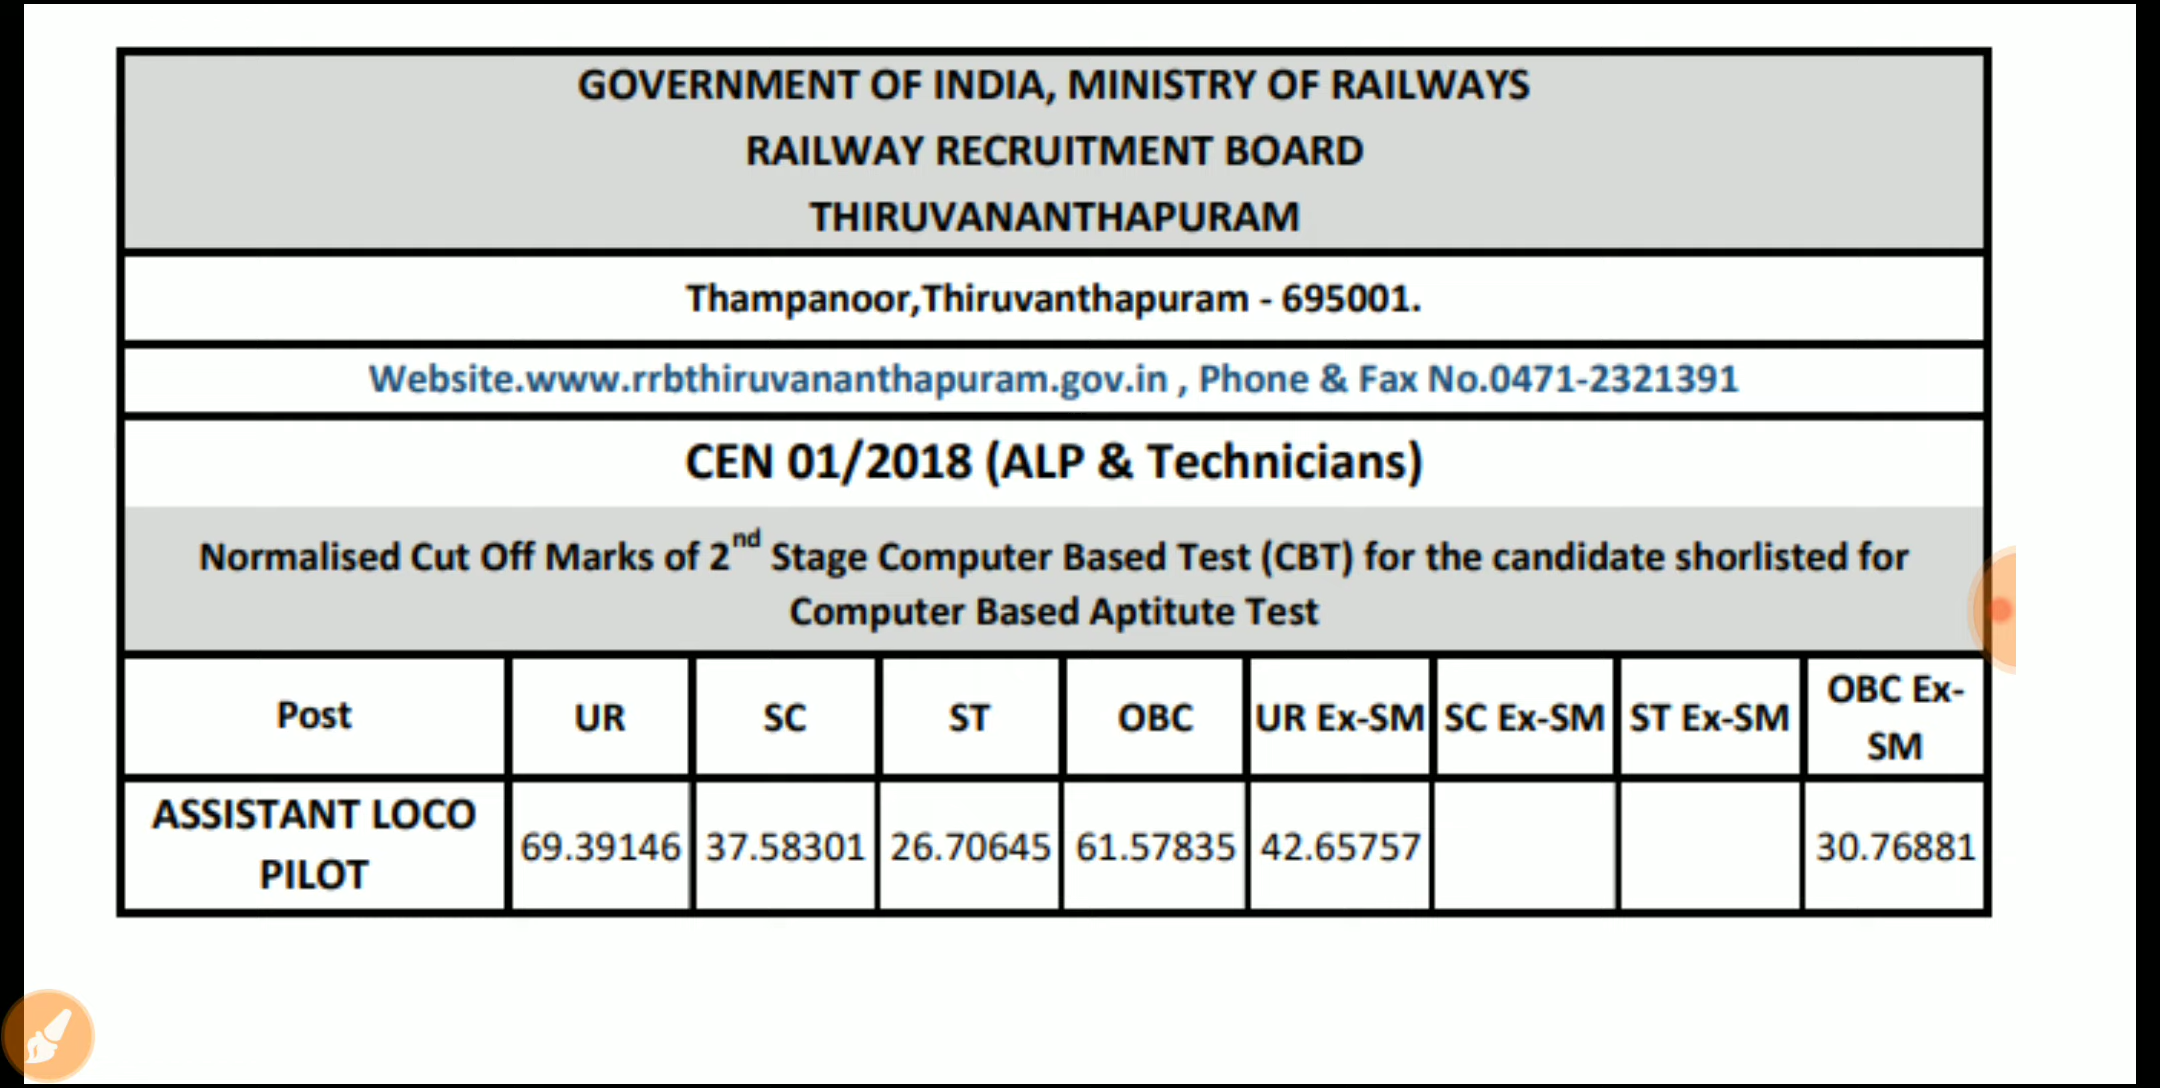 GOVERNMENT OF INDIA, MINISTRY OF RAILWAYS
RAILWAY RECRUITMENT BOARD
THIRUVANANTHAPURAM
Thampanoor,Thiruvanthapuram - 695001.
Website.www.rrbthiruvananthapuram.gov.in , Phone & Fax No.0471-2321391
CEN 01/2018 (ALP & Technicians)
Normalised Cut Off Marks of 2nd Stage Computer Based Test (CBT) for the candidate shorlisted for
Computer Based Aptitute Test
Post UR SC ST OBC UR Ex-SM SC Ex-SM ST Ex-SM OBC Ex-
SM
ASSISTANT LOCO
PILOT
69.39146 37.58301 26.70645 61.57835 42.65757 30.76881